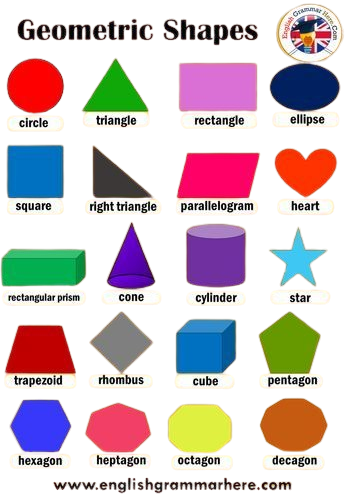 Geometric Shapes
English Grammar Here.Com
circle
triangle
rectangle
ellipse
square
right triangle
parallelogram
heart
rectangular prism
cone
cylinder
star
trapezoid
rhombus
cube
pentagon
hexagon
heptagon
octagon
decagon
www.englishgrammarhere.com